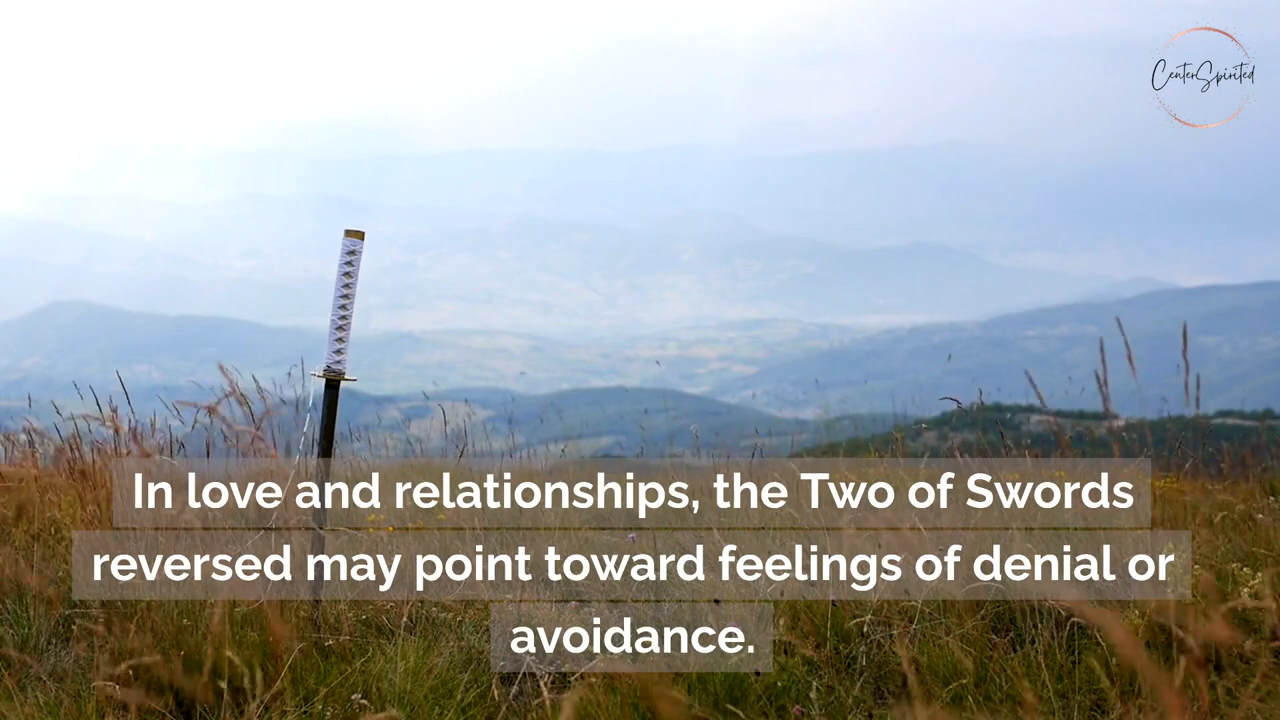 CenterSpirited
In love and relationships, the Two of Swords
reversed may point toward feelings of denial or
avoidance.